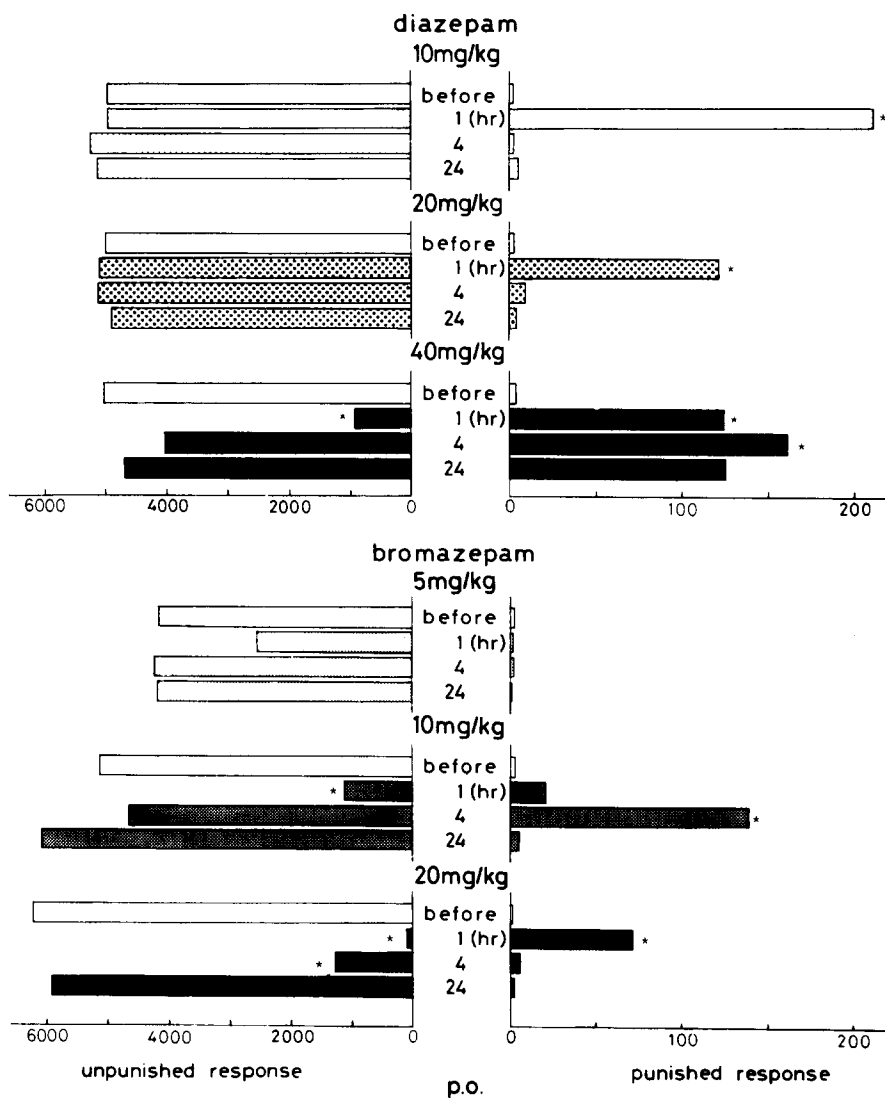 diazepam
10mg/kg
before
1 (hr) *
4
24
20mg/kg
before
1 (hr) *
4
24
40mg/kg
before
* 1 (hr) *
4 *
24
6000 4000 2000 0 0 100 200
bromazepam
5mg/kg
before
1 (hr)
4
24
10mg/kg
before
* 1 (hr)
4 *
24
20mg/kg
before
* 1 (hr) *
* 4
24
6000 4000 2000 0 0 100 200
unpunished response punished response
p.o.